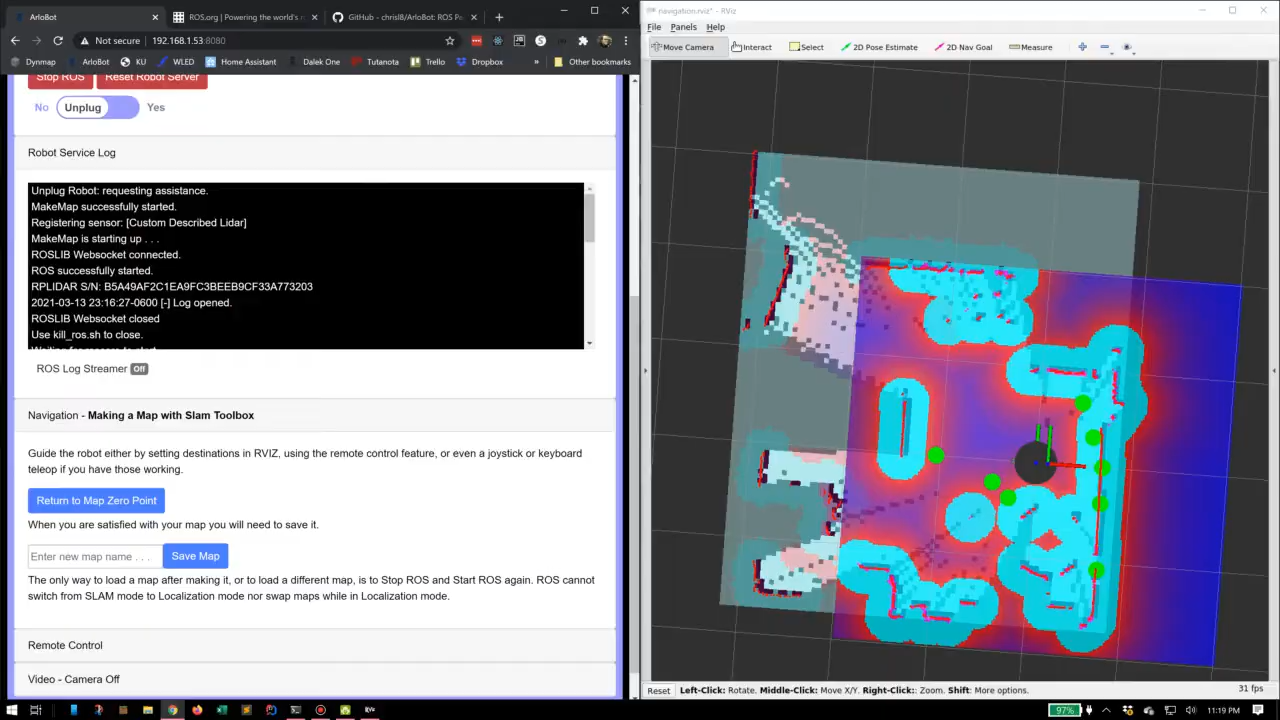 ArloBot
ROS.org | Powering the world's r
GitHub - chrisl8/ArloBot: ROS Pa
navigation.rviz* - RViz
Not secure 192.168.1.53:8080
File Panels Help
Dynmap ArloBot KU WLED Home Assistant Dalek One Tutanota Trello Dropbox » Other bookmarks
Move Camera Interact Select 2D Pose Estimate 2D Nav Goal Measure
Stop ROS Reset Robot Server
No Unplug Yes
Robot Service Log
Unplug Robot: requesting assistance.
MakeMap successfully started.
Registering sensor: [Custom Described Lidar]
MakeMap is starting up . . .
ROSLIB Websocket connected.
ROS successfully started.
RPLIDAR S/N: B5A49AF2C1EA9FC3BEEB9CF33A773203
2021-03-13 23:16:27-0600 [-] Log opened.
ROSLIB Websocket closed
Use kill_ros.sh to close.
ROS Log Streamer Off
Navigation - Making a Map with Slam Toolbox
Guide the robot either by setting destinations in RVIZ, using the remote control feature, or even a joystick or keyboard
teleop if you have those working.
Return to Map Zero Point
When you are satisfied with your map you will need to save it.
Enter new map name . . . Save Map
The only way to load a map after making it, or to load a different map, is to Stop ROS and Start ROS again. ROS cannot
switch from SLAM mode to Localization mode nor swap maps while in Localization mode.
Remote Control
Video - Camera Off
Reset Left-Click: Rotate. Middle-Click: Move X/Y. Right-Click:: Zoom. Shift: More options. 31 fps
97% 11:19 PM